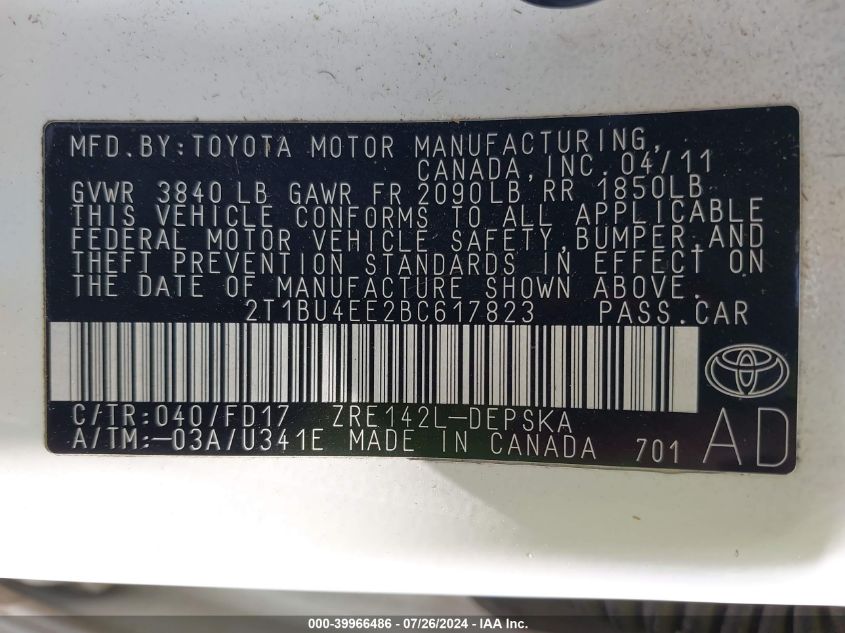 MFD.BY:TOYOTA MOTOR MANUFACTURING,
CANADA,INC. 04/11
GVWR 3840 LB GAWR FR 2090LB RR 1850LB
THIS VEHICLE CONFORMS TO ALL APPLICABLE
FEDERAL MOTOR VEHICLE SAFETY,BUMPER,AND
THEFT PREVENTION STANDARDS IN EFFECT ON
THE DATE OF MANUFACTURE SHOWN ABOVE.
2T1BU4EE2BC617823 PASS.CAR
C/TR:040/FD17 ZRE142L-DEPSKA
A/TM:-03A/U341E MADE IN CANADA 701 AD
000-39966486 - 07/26/2024 - IAA Inc.